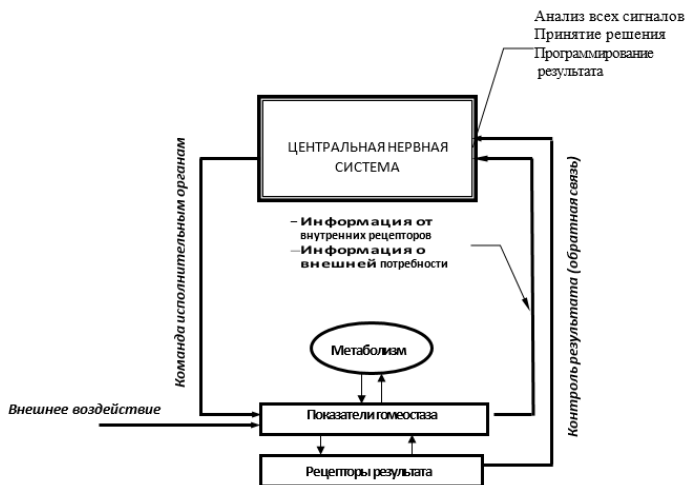 Анализ всех сигналов
Принятие решения
Программирование
результата
ЦЕНТРАЛЬНАЯ НЕРВНАЯ
СИСТЕМА
– Информация от
внутренних рецепторов
– Информация о
внешней потребности
Команда исполнительным органам
Контроль результата (обратная связь)
Метаболизм
Внешнее воздействие
Показатели гомеостаза
Рецепторы результата